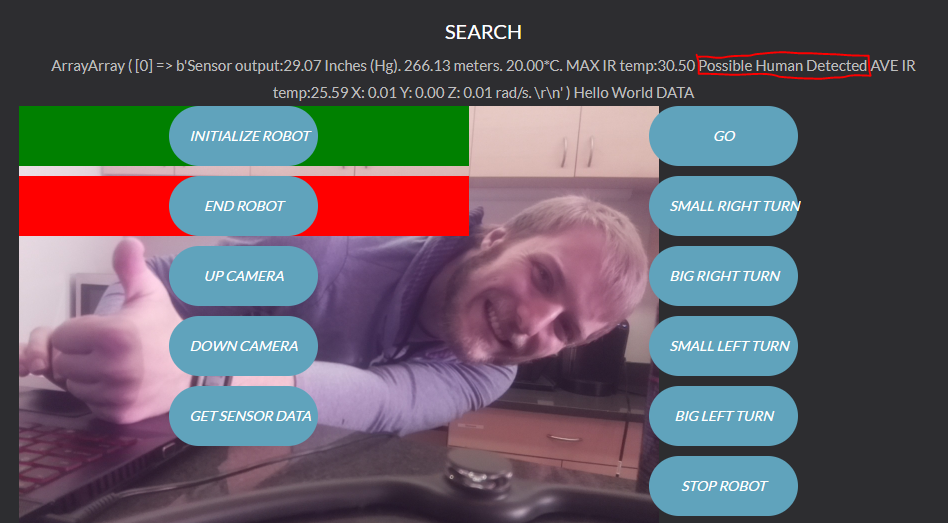 SEARCH
ArrayArray ( [0] => b'Sensor output:29.07 Inches (Hg). 266.13 meters. 20.00*C. MAX IR temp:30.50 Possible Human Detected AVE IR
temp:25.59 X: 0.01 Y: 0.00 Z: 0.01 rad/s. \r\n' ) Hello World DATA
INITIALIZE ROBOT
GO
END ROBOT
SMALL RIGHT TURN
UP CAMERA
BIG RIGHT TURN
DOWN CAMERA
SMALL LEFT TURN
GET SENSOR DATA
BIG LEFT TURN
STOP ROBOT